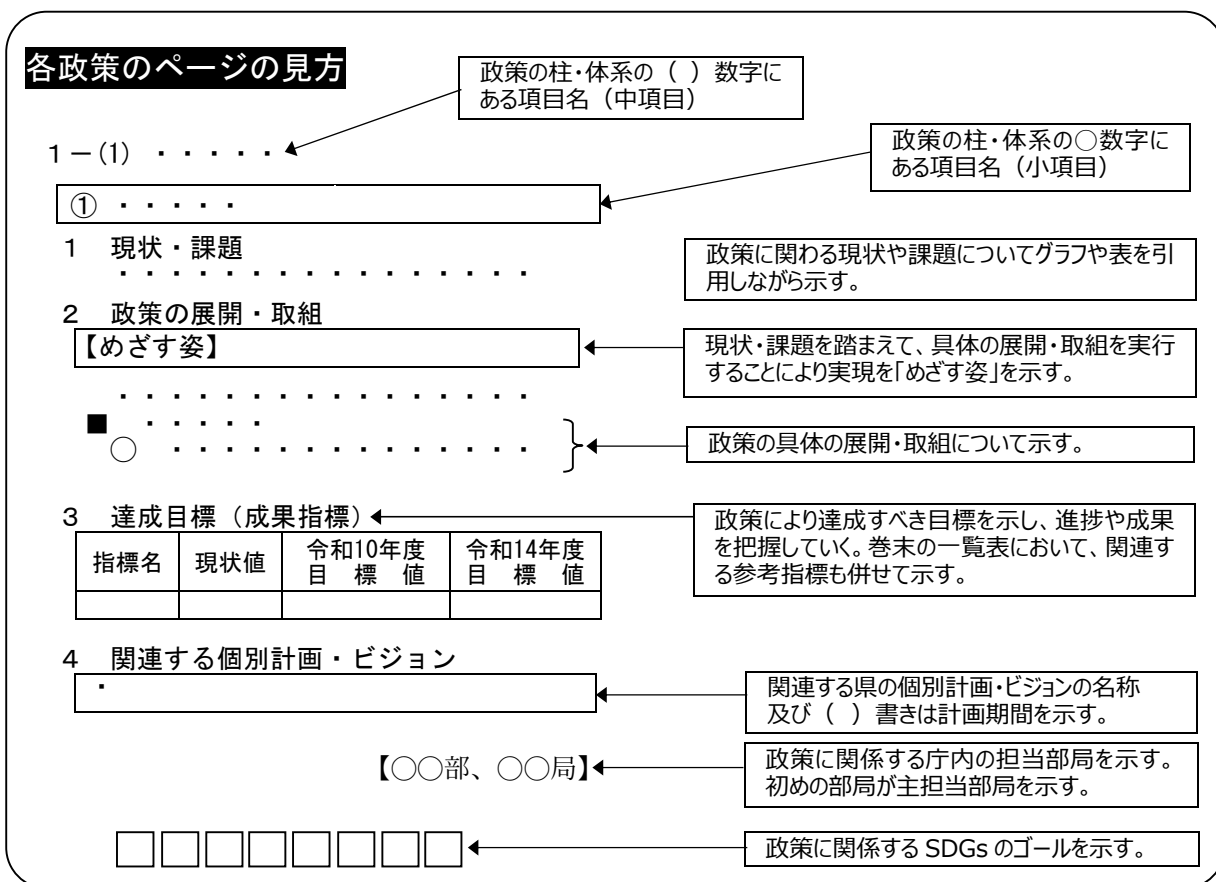 各政策のページの見方
政策の柱・体系の（ ）数字に
ある項目名（中項目）
1－(1) ・・・・・
政策の柱・体系の○数字に
ある項目名（小項目）
① ・・・・・
1 現状・課題
・・・・・・・・・・・・・・・・
政策に関わる現状や課題についてグラフや表を引
用しながら示す。
2 政策の展開・取組
【めざす姿】
現状・課題を踏まえて、具体の展開・取組を実行
することにより実現を「めざす姿」を示す。
・・・・・・・・・・・・・・・・
■ ・・・・・
○ ・・・・・・・・・・・・・・
政策の具体の展開・取組について示す。
3 達成目標（成果指標）
政策により達成すべき目標を示し、進捗や成果
を把握していく。巻末の一覧表において、関連す
る参考指標も併せて示す。
指標名 現状値 令和10年度 令和14年度
目 標 値 目 標 値
4 関連する個別計画・ビジョン
・
関連する県の個別計画・ビジョンの名称
及び（ ）書きは計画期間を示す。
【○○部、○○局】
政策に関係する庁内の担当部局を示す。
初めの部局が主担当部局を示す。
□□□□□□□□
政策に関係する SDGs のゴールを示す。